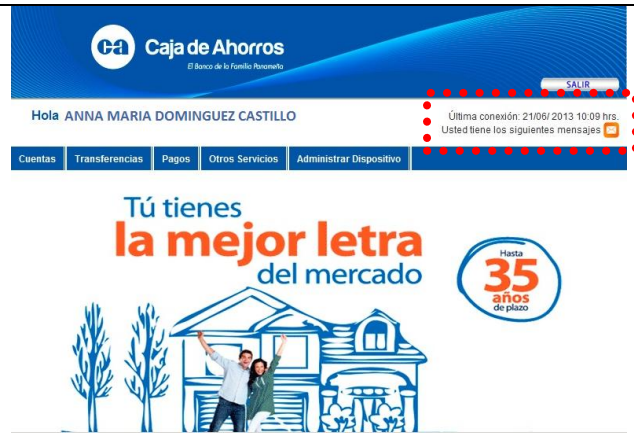 ca Caja de Ahorros
El Banco de la Familia Panameña
SALIR
Hola ANNA MARIA DOMINGUEZ CASTILLO
Última conexión: 21/06/ 2013 10:09 hrs.
Usted tiene los siguientes mensajes
Cuentas Transferencias Pagos Otros Servicios Administrar Dispositivo
Tú tienes
la mejor letra
del mercado
Hasta
35
años
de plazo